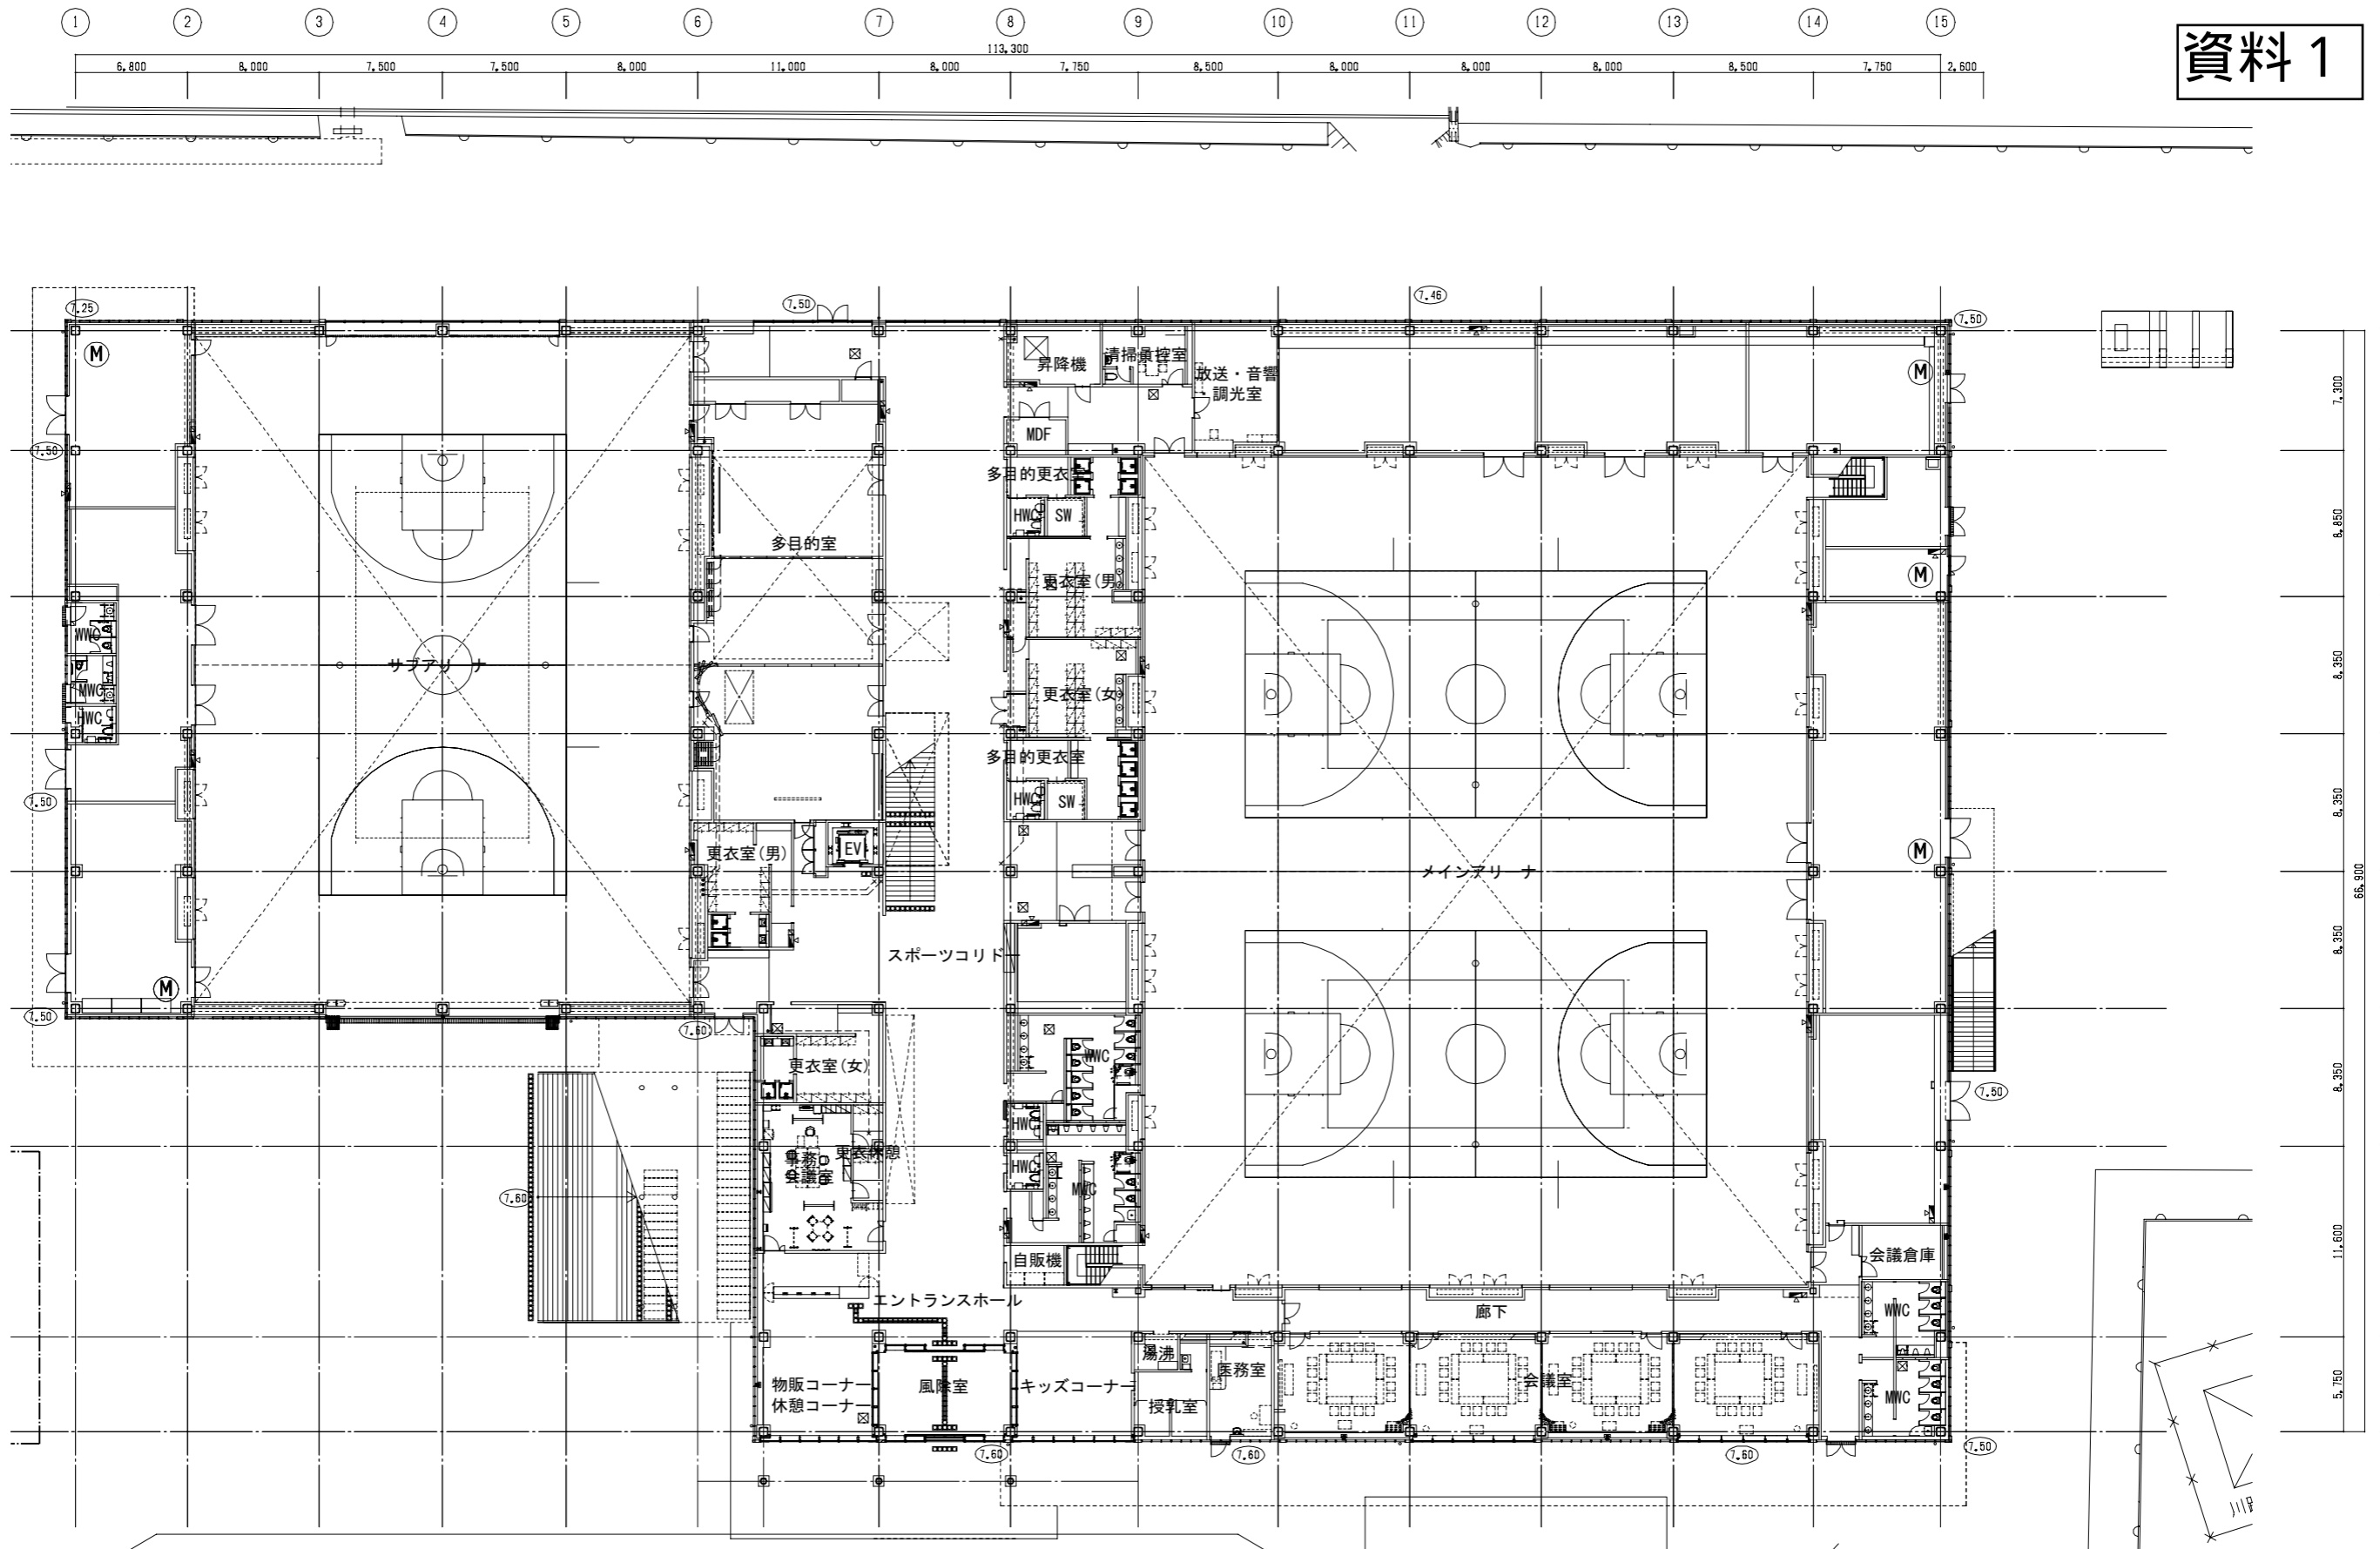 1 2 3 4 5 6 7 8 9 10 11 12 13 14 15
資料１
113,300
6,800 8,000 7,500 7,500 8,000 11,000 8,000 7,750 8,500 8,000 8,000 8,000 8,500 7,750 2,600
7.25
7.50
7.46
7.50
M
昇降機
清掃員控室
放送・音響
・調光室
M
7,300
7.50
MDF
多目的更衣室
HWC SW
8,850
多目的室
更衣室(男)
M
WWC
サブアリーナ
MWC
HWC
更衣室(女)
8,350
多目的更衣室
HWC SW
7.50
8,350
更衣室(男)
EV
メインアリーナ
M
66,900
スポーツコリドー
8,350
M
7.50
7.60
更衣室(女)
WWC
8,350
7.50
HWC
事務・
会議室
更衣休憩
HWC
MWC
7.60
自販機
会議倉庫
11,600
エントランスホール
廊下
WWC
湯沸
医務室
物販コーナー
休憩コーナー
風除室
キッズコーナー
授乳室
会議室
MWC
5,750
7.60
7.60
7.60
7.50